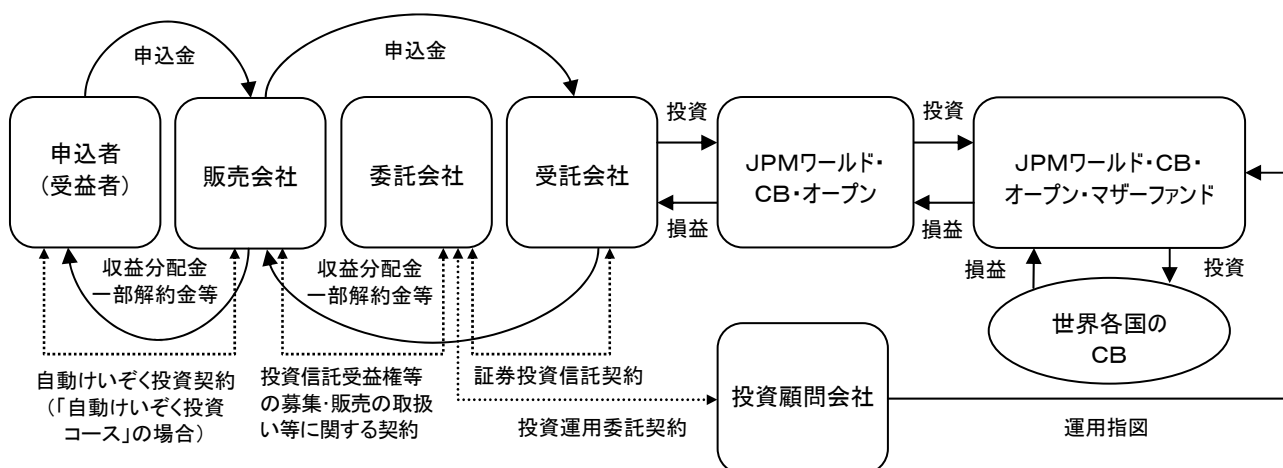 申込金
申込金
申込者
（受益者）
販売会社
委託会社
受託会社
投資
損益
JPMワールド・
CB・オープン
投資
損益
JPMワールド・CB・
オープン・マザーファンド
収益分配金
一部解約金等
収益分配金
一部解約金等
損益
投資
世界各国の
CB
自動けいぞく投資契約
（「自動けいぞく投資
コース」の場合）
投資信託受益権等
の募集・販売の取扱
い等に関する契約
証券投資信託契約
投資運用委託契約
投資顧問会社
運用指図